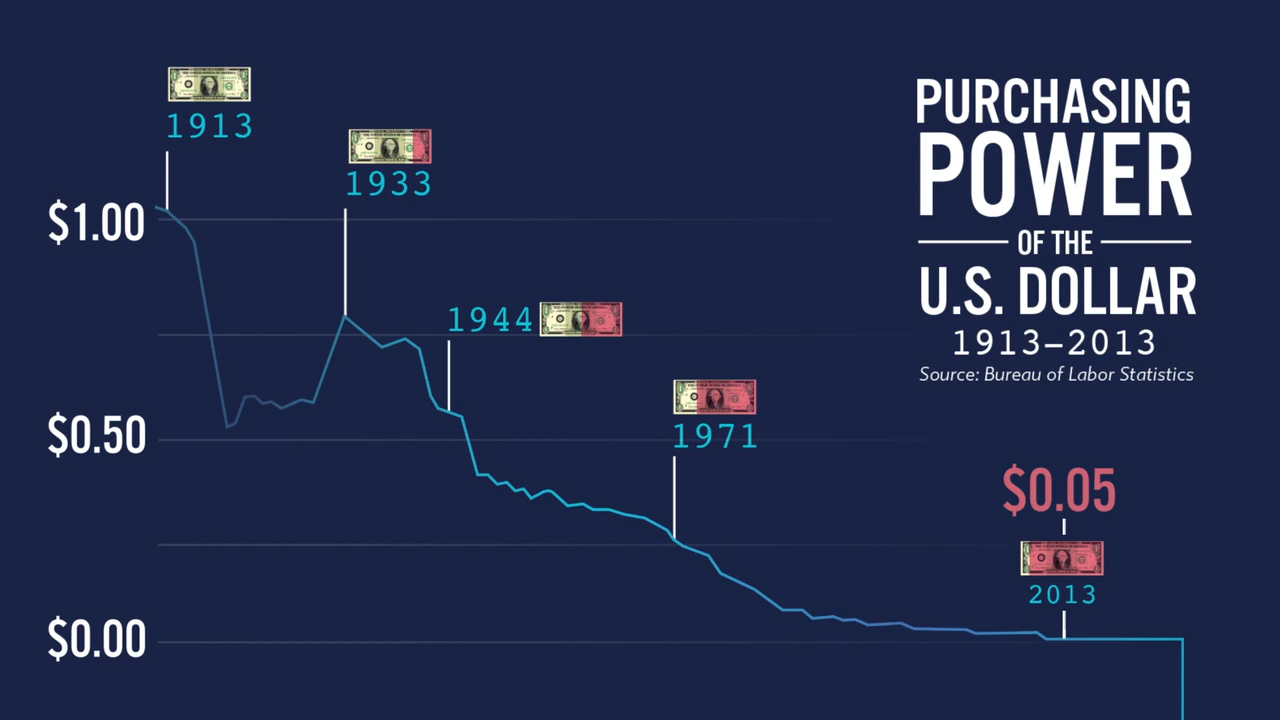 1913
1933
1944
1971
$1.00
$0.50
$0.00
PURCHASING
POWER
OF THE
U.S. DOLLAR
1913–2013
Source: Bureau of Labor Statistics
$0.05
2013